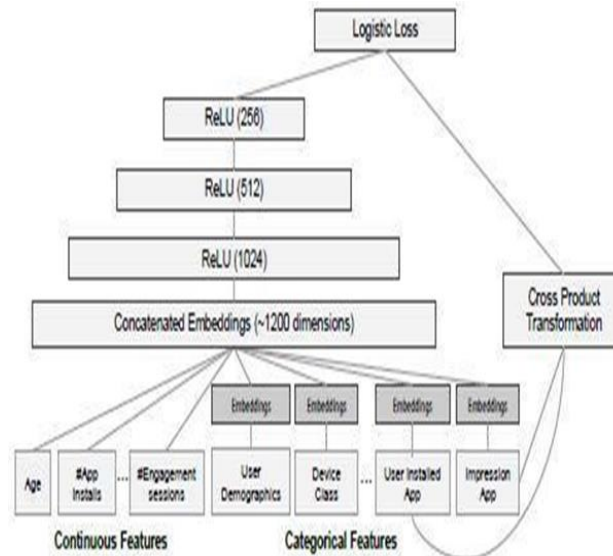 Logistic Loss
ReLU (256)
ReLU (512)
ReLU (1024)
Concatenated Embeddings (~1200 dimensions)
Cross Product
Transformation
Embeddings
Embeddings
Embeddings
Embeddings
Age
#App
Installs
...
#Engagement
sessions
User
Demographics
Device
Class
...
User Installed
App
Impression
App
Continuous Features
Categorical Features